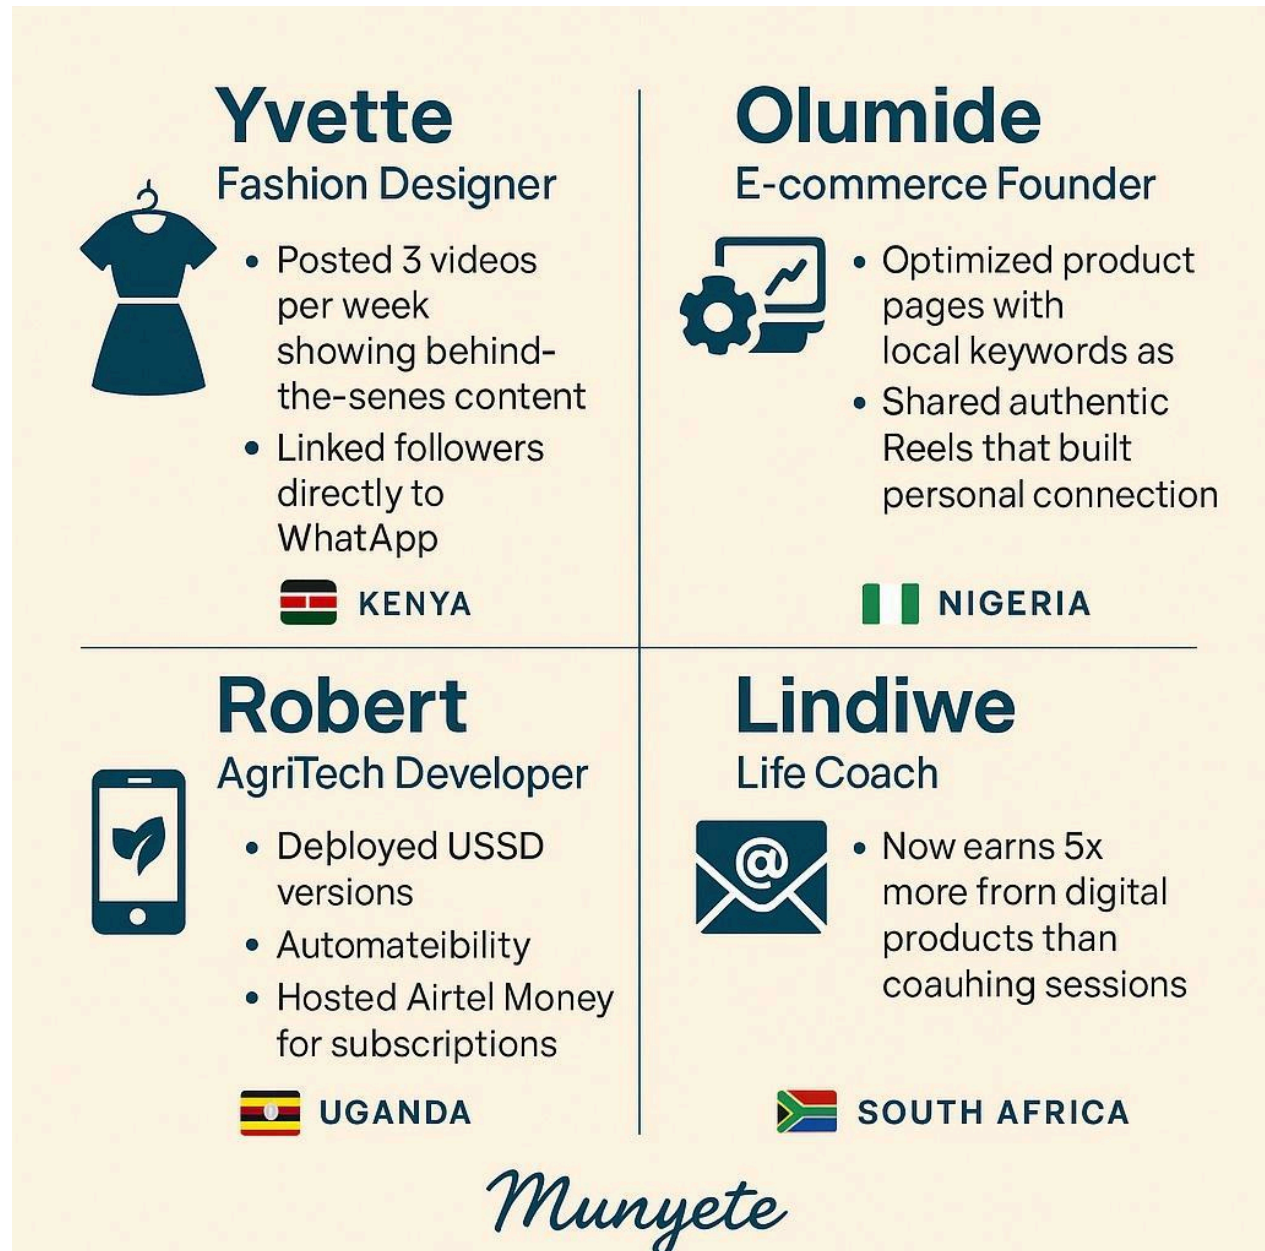 Yvette
Fashion Designer
• Posted 3 videos
per week
showing behind-
the-senes content
• Linked followers
directly to
WhatApp
KENYA
Olumide
E-commerce Founder
• Optimized product
pages with
local keywords as
• Shared authentic
Reels that built
personal connection
NIGERIA
Robert
AgriTech Developer
• Deþloyed USSD
versions
• Automateibility
• Hosted Airtel Money
for subscriptions
UGANDA
Lindiwe
Life Coach
@
• Now earns 5x
more frorn digital
products than
coauhing sessions
SOUTH AFRICA
Munyete